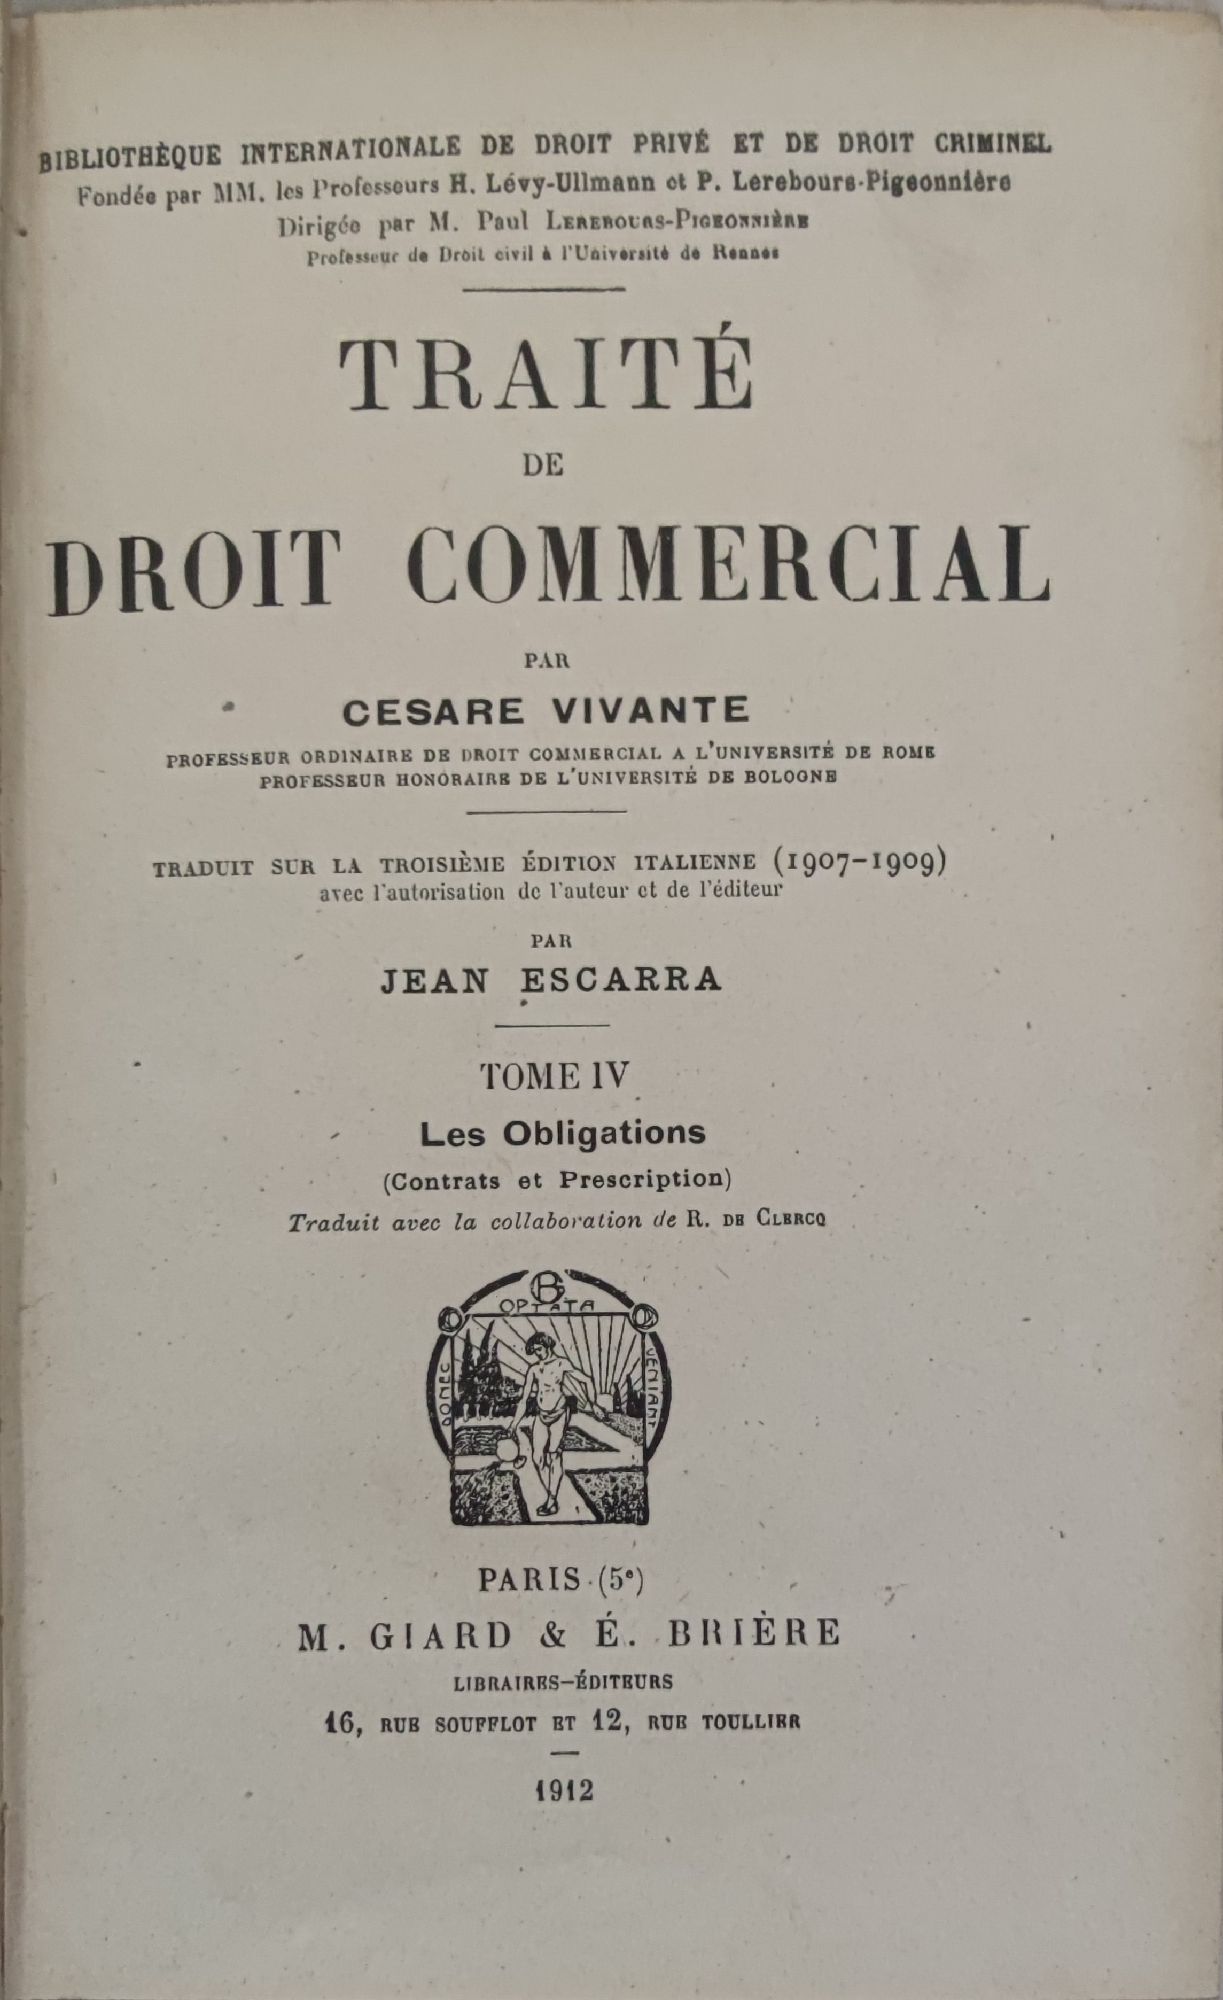 BIBLIOTHÈQUE INTERNATIONALE DE DROIT PRIVÉ ET DE DROIT CRIMINEL
Fondée par MM. les Professeurs H. Lévy-Ullmann et P. Lerebours-Pigeonnière
Dirigée par M. Paul LEREBOURS-PIGEONNIÈRE
Professeur de Droit civil à l'Université de Rennes
TRAITÉ
DE
DROIT COMMERCIAL
PAR
CESARE VIVANTE
PROFESSEUR ORDINAIRE DE DROIT COMMERCIAL A L'UNIVERSITÉ DE ROME
PROFESSEUR HONORAIRE DE L'UNIVERSITÉ DE BOLOGNE
TRADUIT SUR LA TROISIÈME ÉDITION ITALIENNE (1907-1909)
avec l'autorisation de l'auteur et de l'éditeur
PAR
JEAN ESCARRA
TOME IV
Les Obligations
(Contrats et Prescription)
Traduit avec la collaboration de R. DE CLERCQ
GB
OPTATA
DONEC
VENIANT
PARIS (5e)
M. GIARD & É. BRIÈRE
LIBRAIRES-ÉDITEURS
16, RUE SOUFFLOT ET 12, RUE TOULLIER
1912